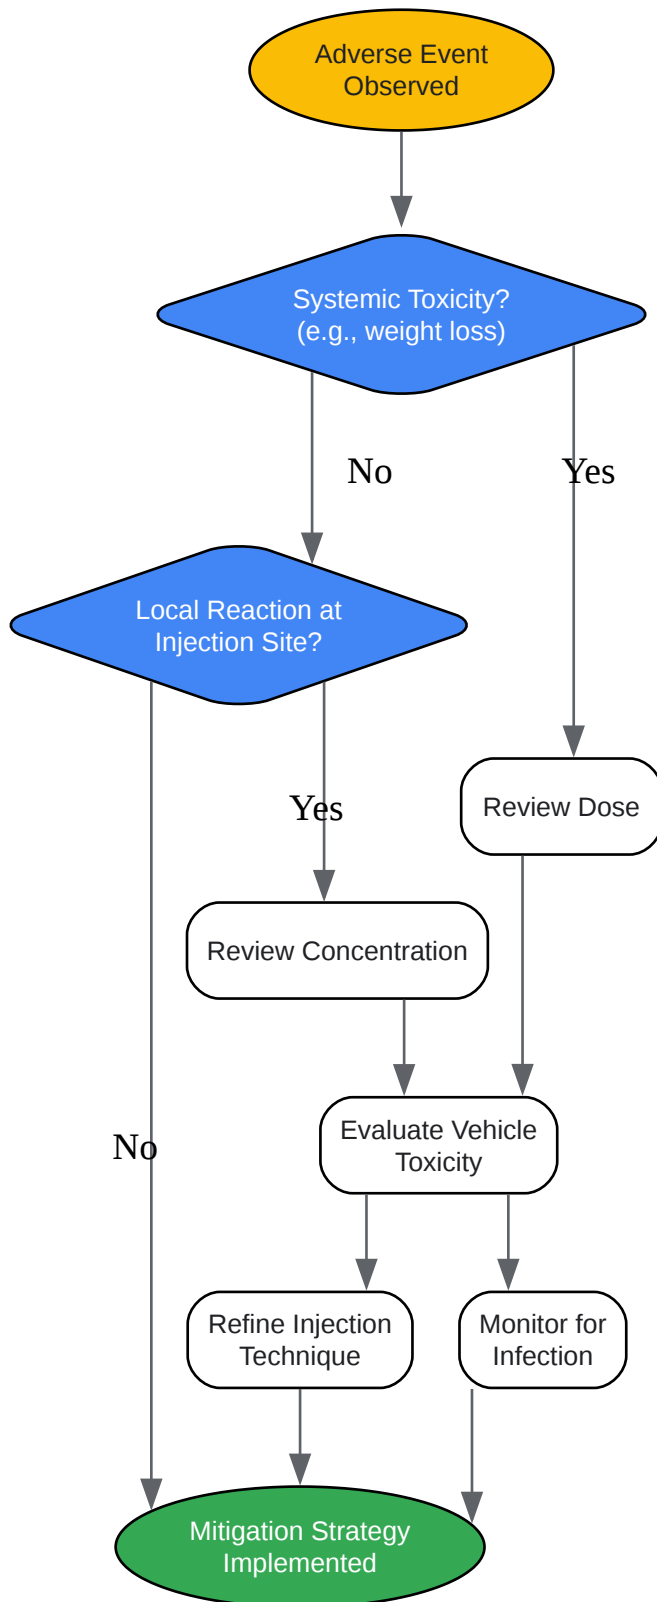 Adverse Event
Observed
Systemic Toxicity?
(e.g., weight loss)
No
Yes
Local Reaction at
Injection Site?
Yes
Review Dose
Review Concentration
Evaluate Vehicle
Toxicity
No
Refine Injection
Technique
Monitor for
Infection
Mitigation Strategy
Implemented